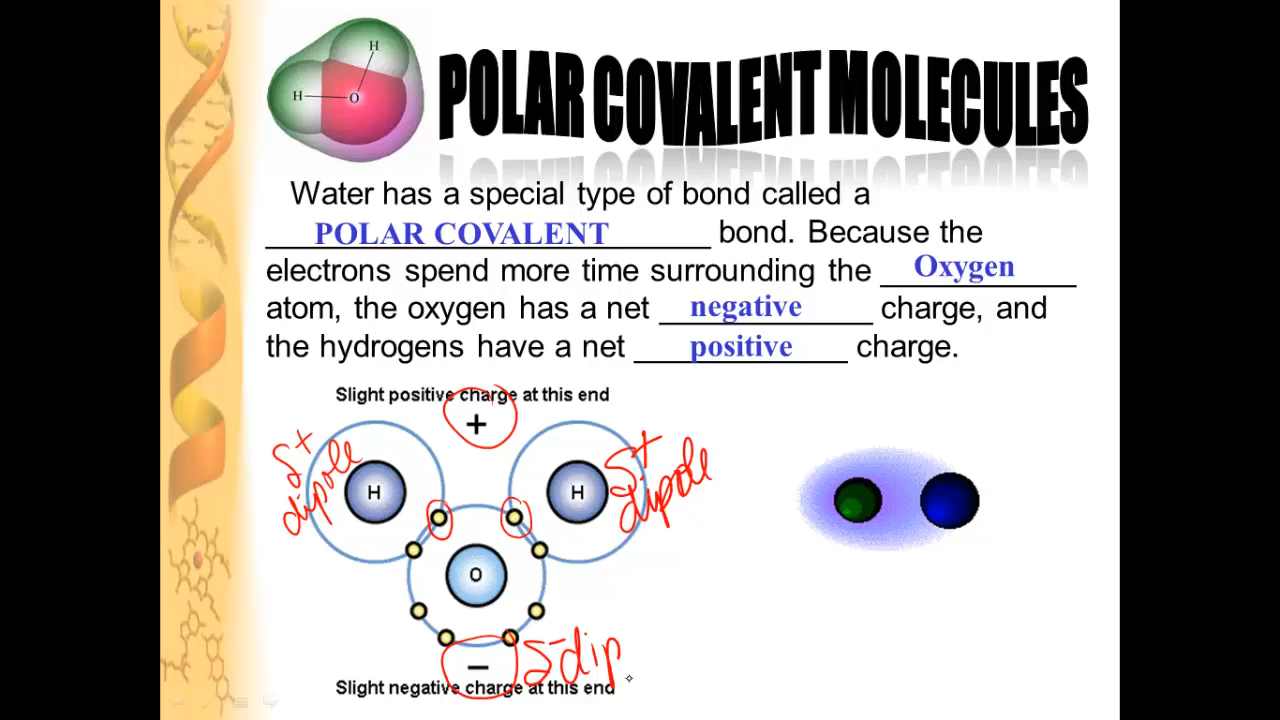 H
H O
POLAR COVALENT MOLECULES
Water has a special type of bond called a
POLAR COVALENT bond. Because the
electrons spend more time surrounding the Oxygen
atom, the oxygen has a net negative charge, and
the hydrogens have a net positive charge.
Slight positive charge at this end
+
δ+
dipole
H
H
δ+
dipole
O
−
δ-dip
Slight negative charge at this end